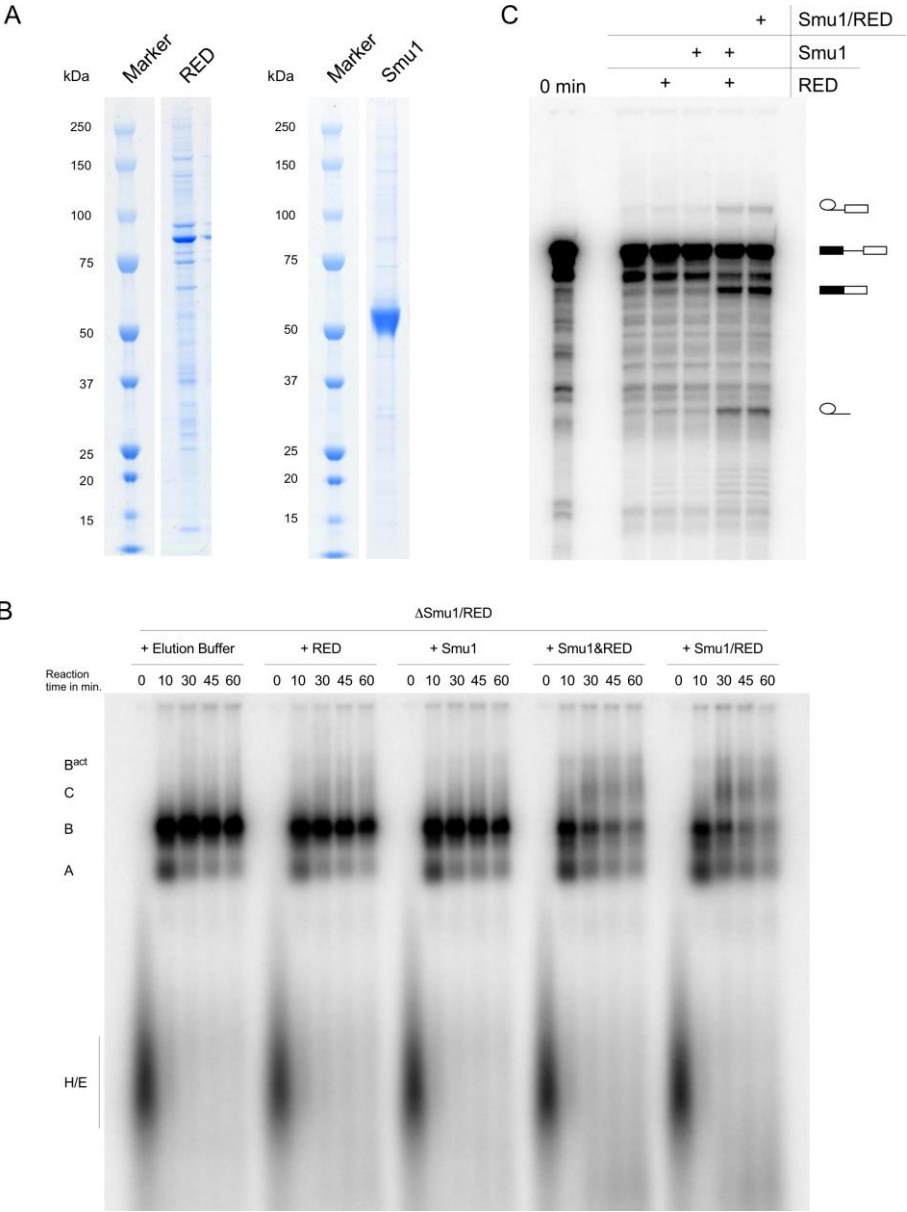 A
C
+ Smu1/RED
+ + Smu1
0 min + + RED
kDa Marker RED
250
150
100
75
50
37
25
20
15
kDa Marker Smu1
250
150
100
75
50
37
25
20
15
B
ΔSmu1/RED
+ Elution Buffer + RED + Smu1 + Smu1&RED + Smu1/RED
Reaction
time in min. 0 10 30 45 60 0 10 30 45 60 0 10 30 45 60 0 10 30 45 60 0 10 30 45 60
Bact
C
B
A
H/E